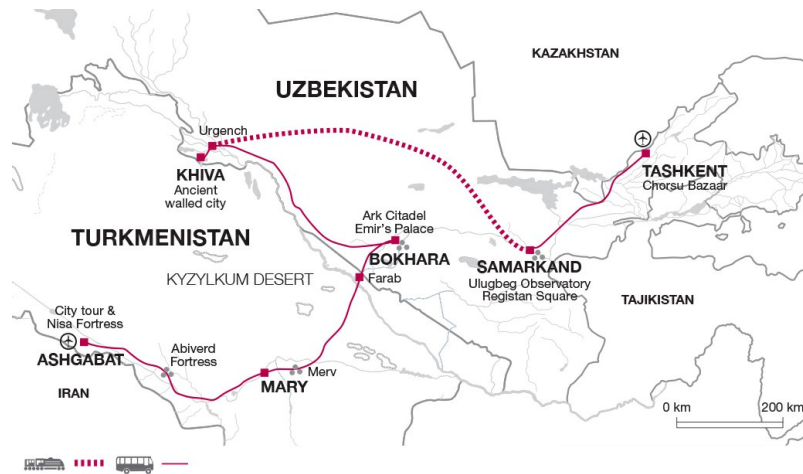 KAZAKHSTAN
UZBEKISTAN
Urgench
KHIVA
Ancient
walled city
TASHKENT
Chorsu Bazaar
Ark Citadel
Emir's Palace
BOKHARA
TURKMENISTAN
KYZYLKUM DESERT
Farab
SAMARKAND
Ulugbeg Observatory
Registan Square
TAJIKISTAN
City tour &
Nisa Fortress
ASHGABAT
Abiverd
Fortress
MARY
Merv
IRAN
0 km
200 km